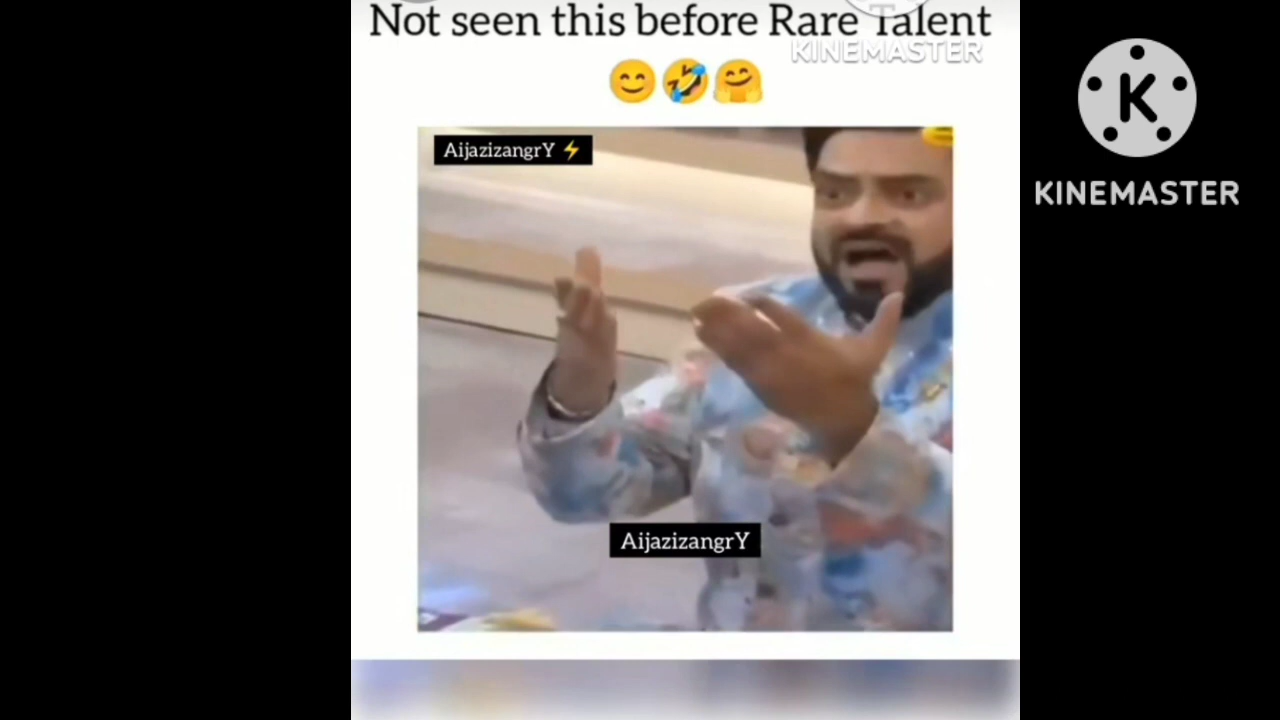 Not seen this before Rare Talent
KINEMASTER
😊🤣🤗
K
KINEMASTER
AijazizangrY ⚡
AijazizangrY